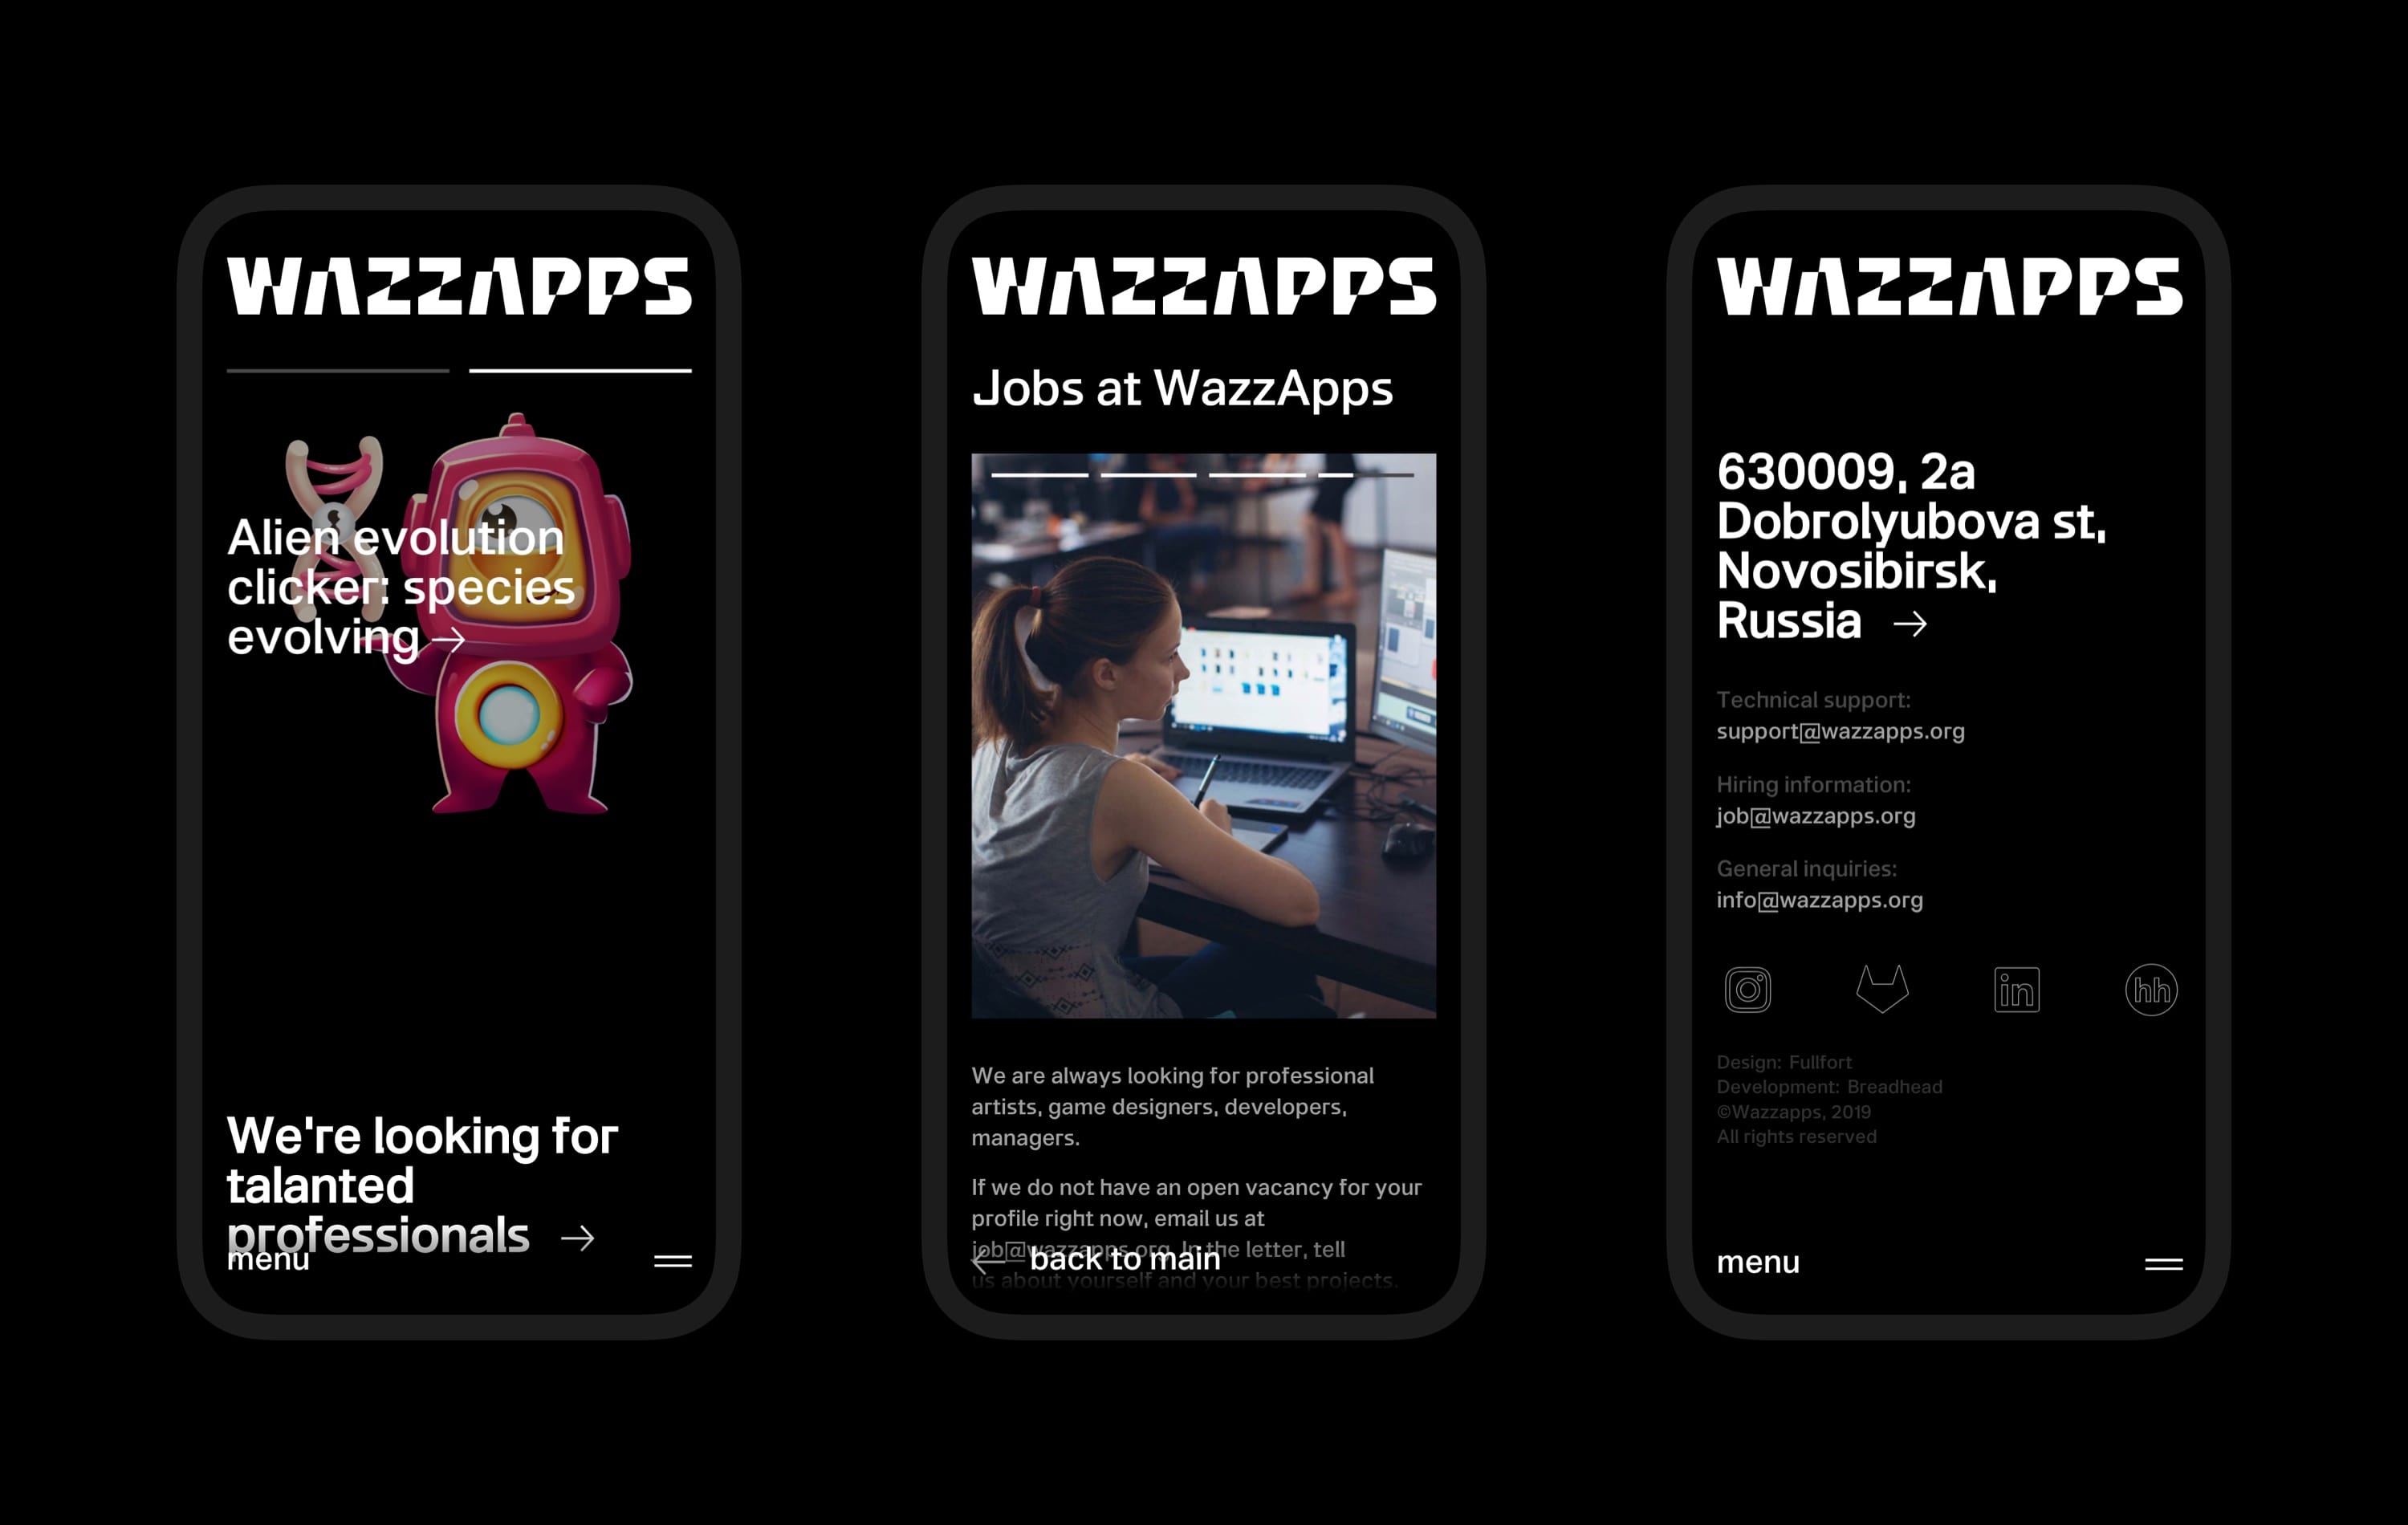 WAZZAPPS
Alien evolution
clicker: species
evolving →
We're looking for
talanted
professionals →
menu
WAZZAPPS
Jobs at WazzApps
We are always looking for professional
artists, game designers, developers,
managers.
If we do not have an open vacancy for your
profile right now, email us at
job@wazzapps.org. In the letter, tell
us about yourself and your best projects.
← back to main
WAZZAPPS
630009, 2a
Dobrolyubova st,
Novosibirsk,
Russia →
Technical support:
support@wazzapps.org
Hiring information:
job@wazzapps.org
General inquiries:
info@wazzapps.org
in
hh
Design: Fullfort
Development: Breadhead
©Wazzapps, 2019
All rights reserved
menu